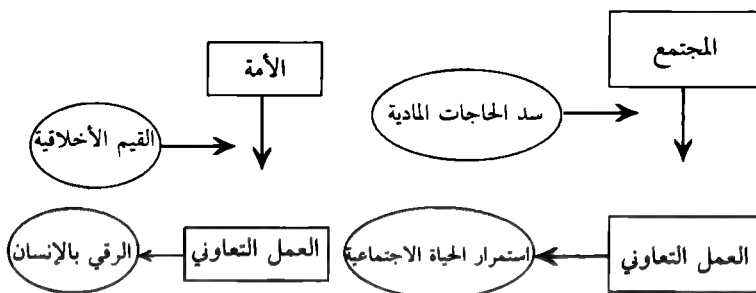 المجتمع
سد الحاجات المادية
العمل التعاوني
استمرار الحياة الاجتماعية
الأمة
القيم الأخلاقية
العمل التعاوني
الرقي بالإنسان